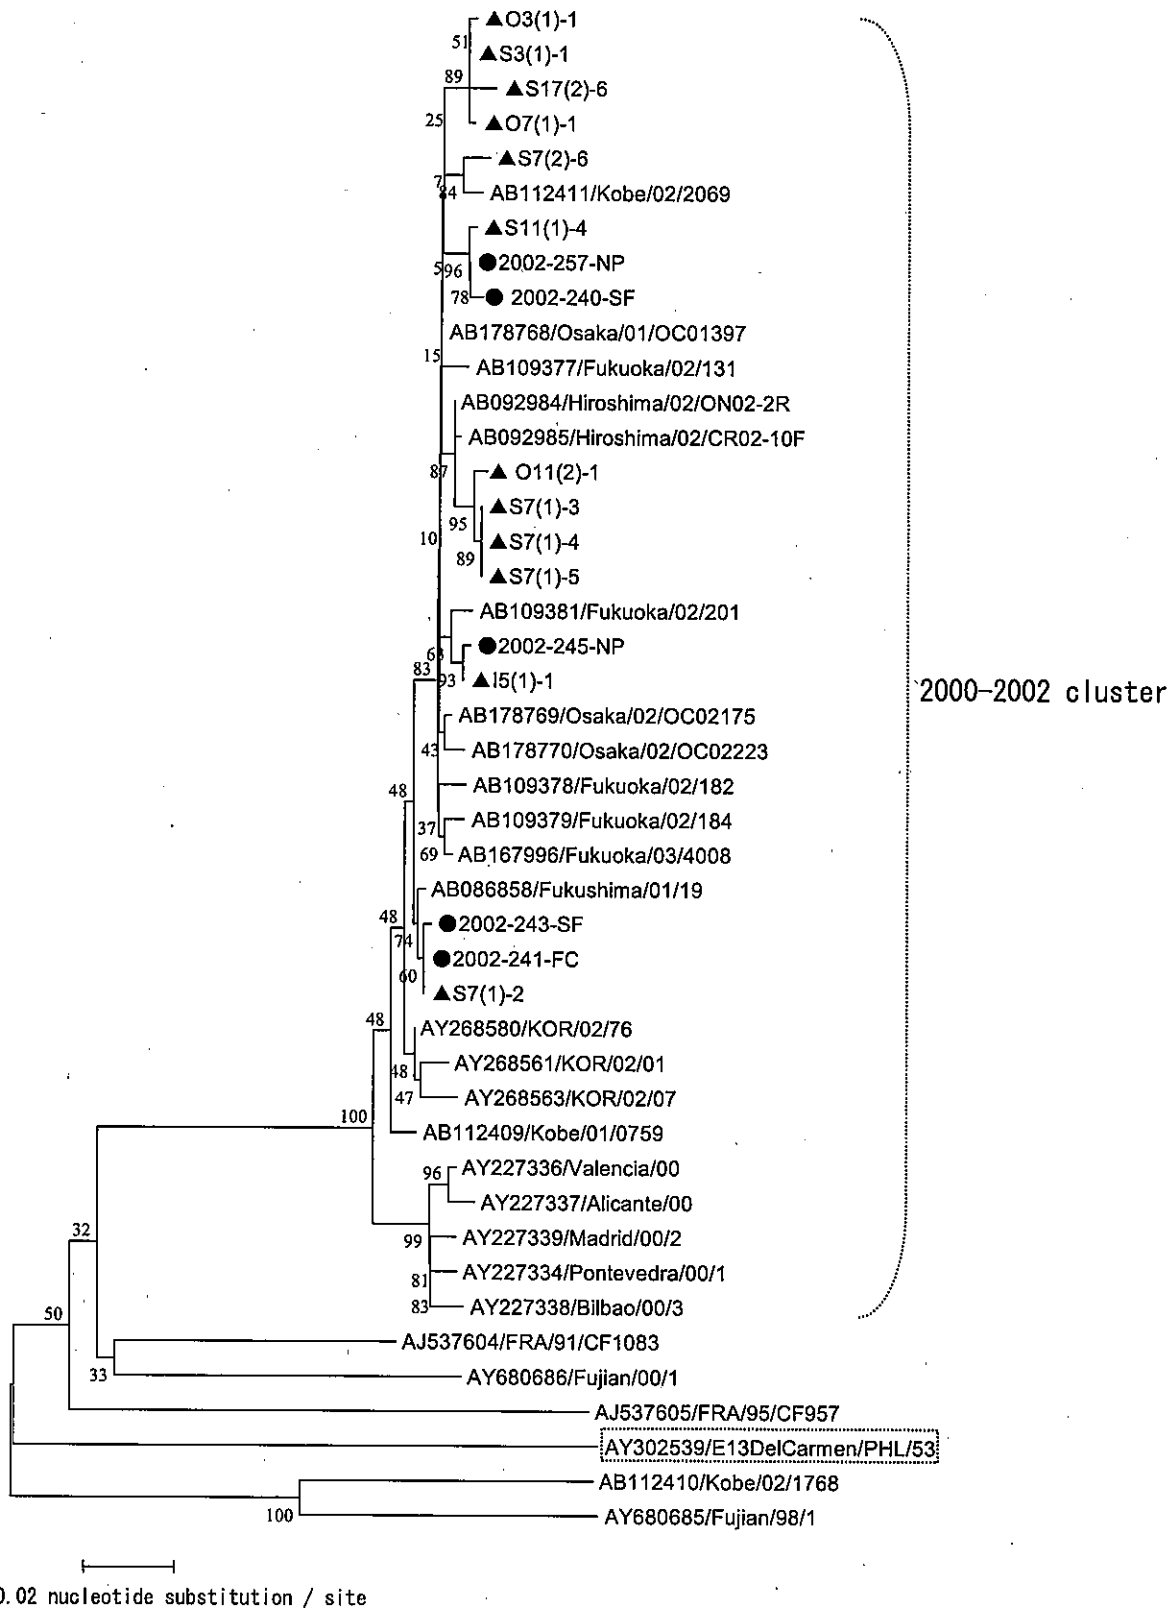 ▲O3(1)-1
51
▲S3(1)-1
89
▲S17(2)-6
25
▲O7(1)-1
▲S7(2)-6
7
84
AB112411/Kobe/02/2069
▲S11(1)-4
●2002-257-NP
5
96
78
●2002-240-SF
AB178768/Osaka/01/OC01397
15
AB109377/Fukuoka/02/131
AB092984/Hiroshima/02/ON02-2R
AB092985/Hiroshima/02/CR02-10F
87
▲O11(2)-1
▲S7(1)-3
95
10
▲S7(1)-4
89
▲S7(1)-5
AB109381/Fukuoka/02/201
●2002-245-NP
63
83
93
▲I5(1)-1
2000-2002 cluster
AB178769/Osaka/02/OC02175
43
AB178770/Osaka/02/OC02223
AB109378/Fukuoka/02/182
48
AB109379/Fukuoka/02/184
37
69
AB167996/Fukuoka/03/4008
AB086858/Fukushima/01/19
48
●2002-243-SF
74
●2002-241-FC
60
▲S7(1)-2
48
AY268580/KOR/02/76
AY268561/KOR/02/01
48
47
AY268563/KOR/02/07
100
AB112409/Kobe/01/0759
96
AY227336/Valencia/00
AY227337/Alicante/00
32
99
AY227339/Madrid/00/2
81
AY227334/Pontevedra/00/1
83
AY227338/Bilbao/00/3
50
AJ537604/FRA/91/CF1083
33
AY680686/Fujian/00/1
AJ537605/FRA/95/CF957
AY302539/E13DelCarmen/PHL/53
AB112410/Kobe/02/1768
100
AY680685/Fujian/98/1
0.02 nucleotide substitution / site